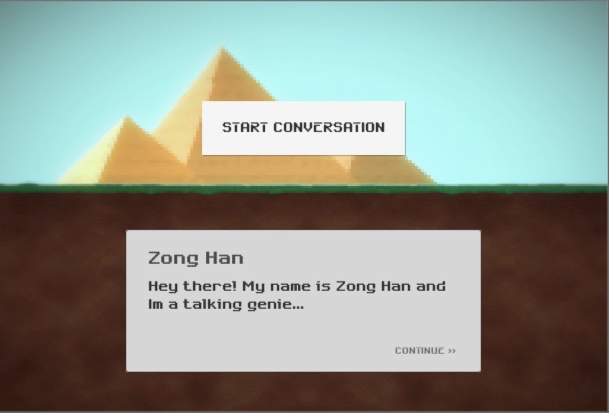 START CONVERSATION
Zong Han
Hey there! My name is Zong Han and
Im a talking genie...
CONTINUE >>